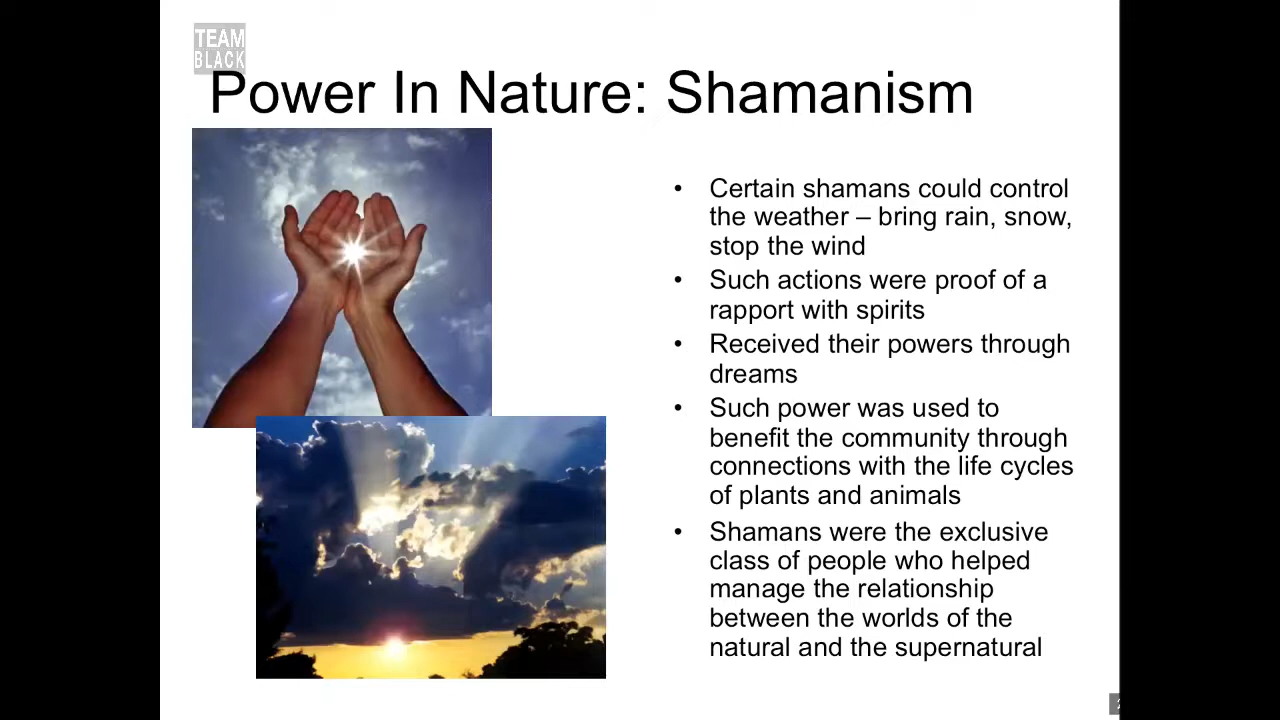 TEAM
BLACK
Power In Nature: Shamanism
• Certain shamans could control
the weather – bring rain, snow,
stop the wind
• Such actions were proof of a
rapport with spirits
• Received their powers through
dreams
• Such power was used to
benefit the community through
connections with the life cycles
of plants and animals
• Shamans were the exclusive
class of people who helped
manage the relationship
between the worlds of the
natural and the supernatural